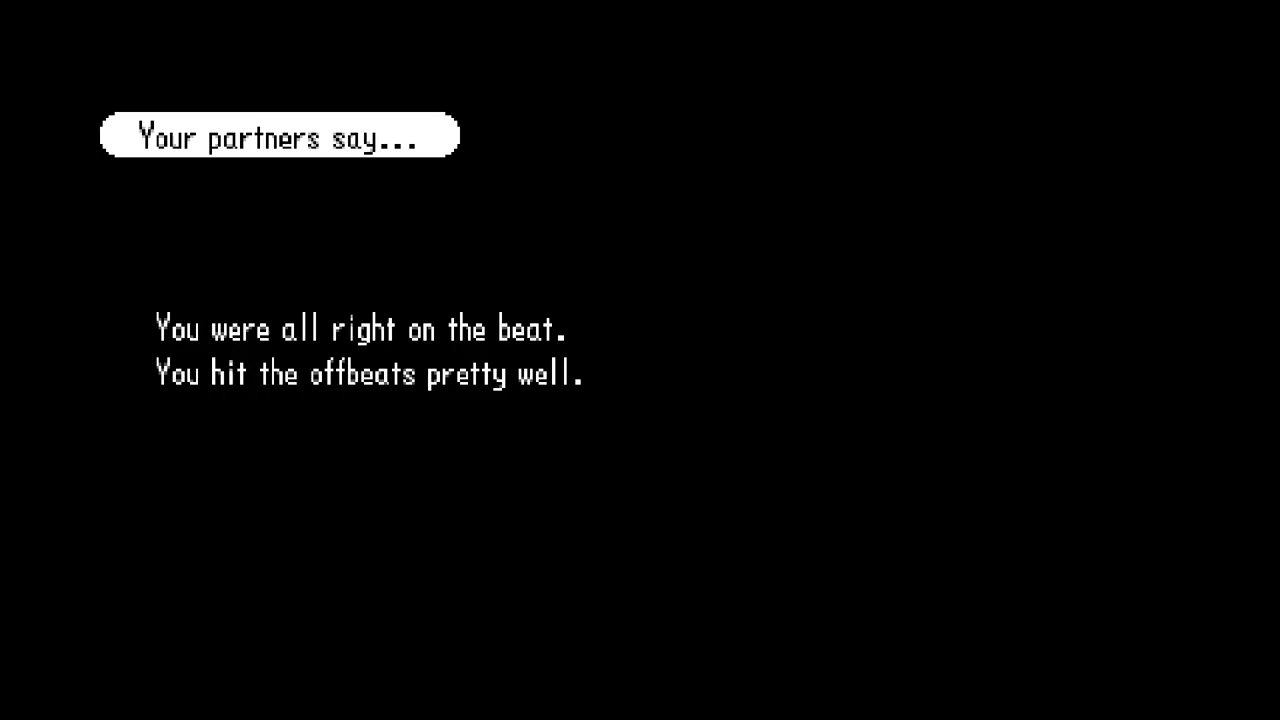 Your partners say...
You were all right on the beat.
You hit the offbeats pretty well.